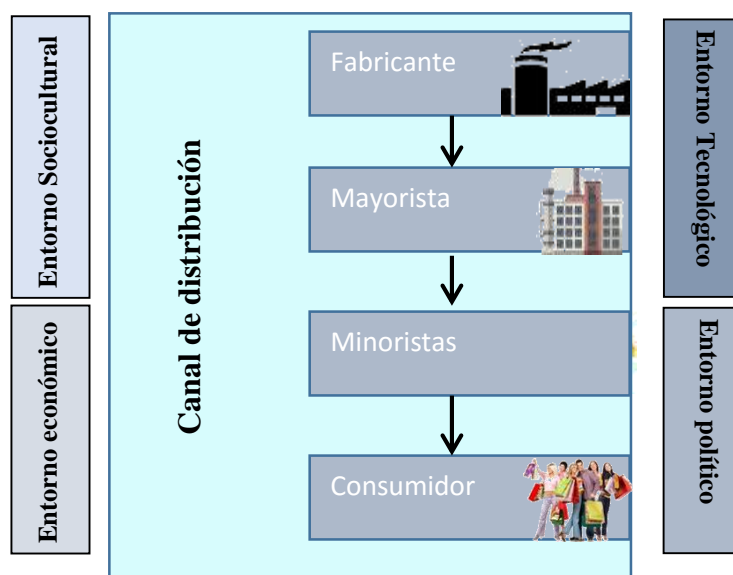 Entorno Sociocultural
Entorno económico
Canal de distribución
Fabricante
Mayorista
Minoristas
Consumidor
Entorno Tecnológico
Entorno político